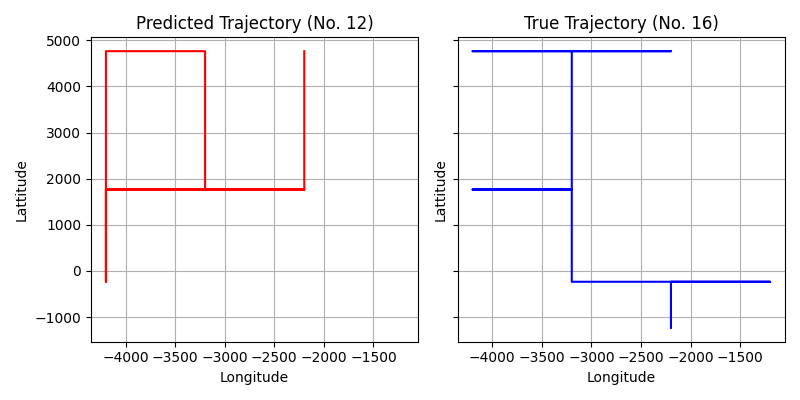 Predicted Trajectory (No. 12)
True Trajectory (No. 16)
5000
4000
3000
2000
1000
0
−1000
Lattitude
Lattitude
−4000 −3500 −3000 −2500 −2000 −1500
−4000 −3500 −3000 −2500 −2000 −1500
Longitude
Longitude